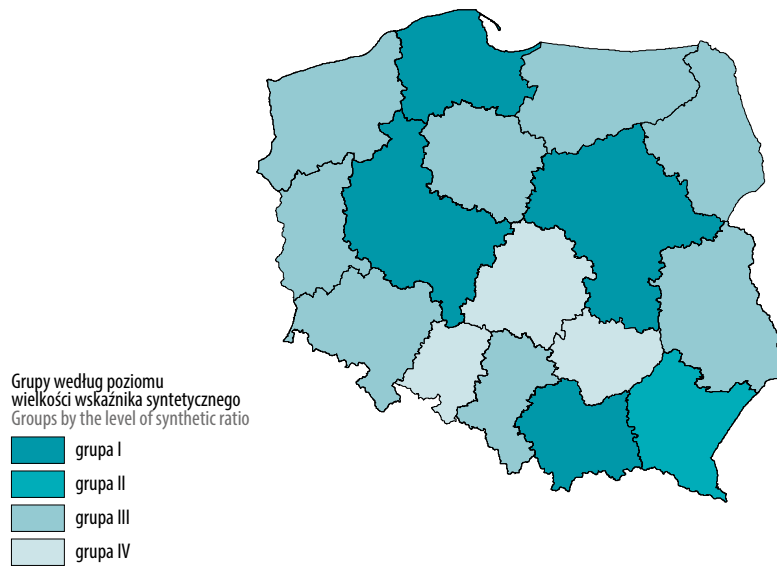 Grupy według poziomu
wielkości wskaźnika syntetycznego
Groups by the level of synthetic ratio
grupa I
grupa II
grupa III
grupa IV